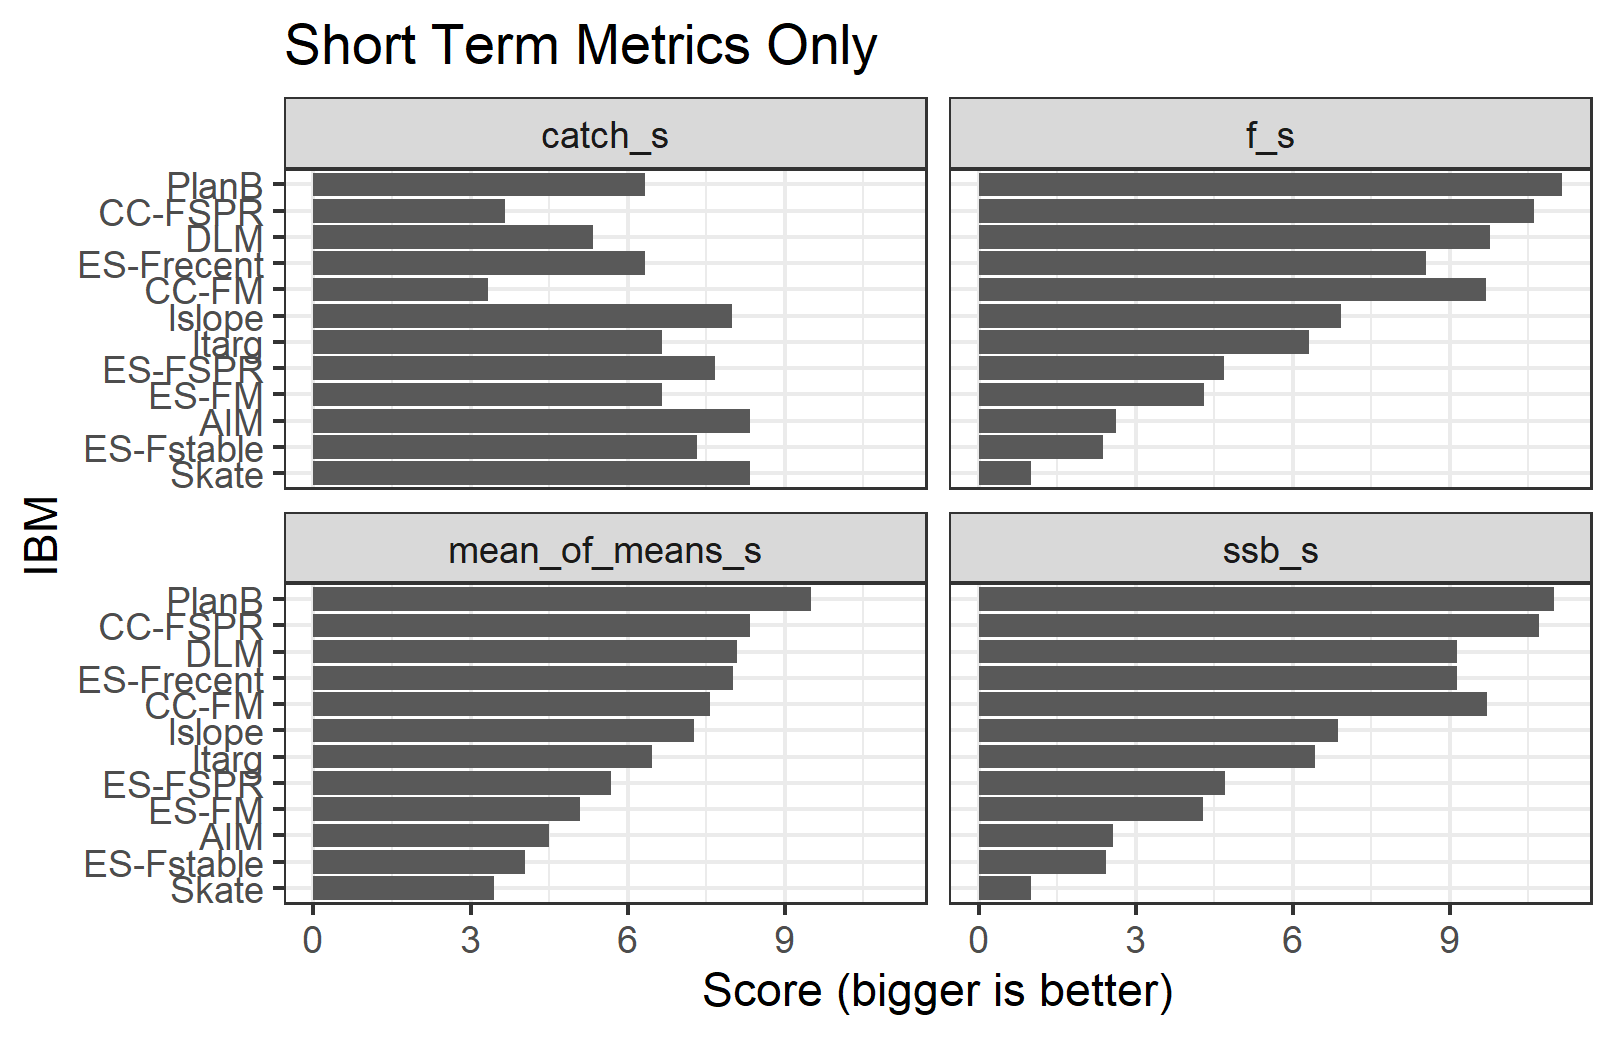 Short Term Metrics Only
catch_s
f_s
PlanB
CC-FSPR
DLM
ES-Frecent
CC-FM
Islope
Itarg
ES-FSPR
ES-FM
AIM
ES-Fstable
Skate
IBM
mean_of_means_s
ssb_s
PlanB
CC-FSPR
DLM
ES-Frecent
CC-FM
Islope
Itarg
ES-FSPR
ES-FM
AIM
ES-Fstable
Skate
0 3 6 9 0 3 6 9
Score (bigger is better)